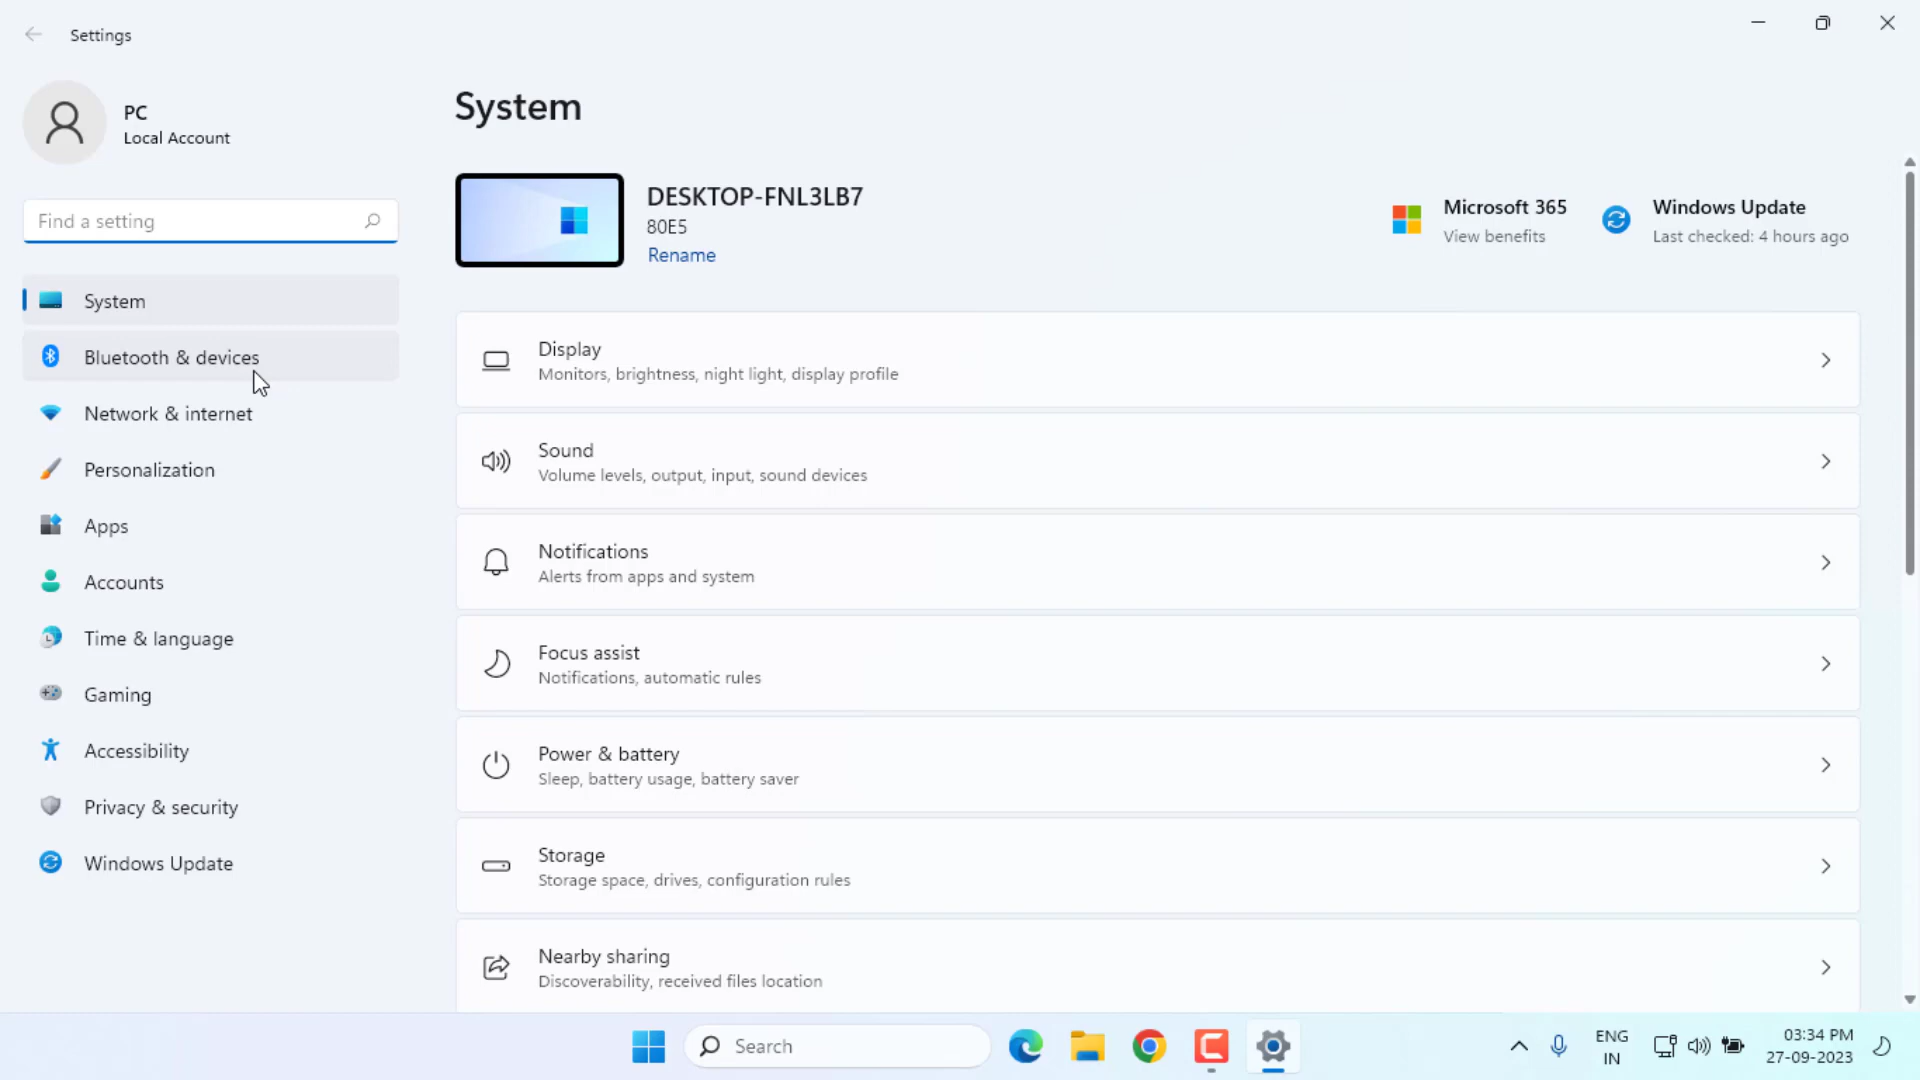 Settings
PC
Local Account
Find a setting
System
Bluetooth & devices
Network & internet
Personalization
Apps
Accounts
Time & language
Gaming
Accessibility
Privacy & security
Windows Update
System
DESKTOP-FNL3LB7
80E5
Rename
Microsoft 365
View benefits
Windows Update
Last checked: 4 hours ago
Display
Monitors, brightness, night light, display profile
Sound
Volume levels, output, input, sound devices
Notifications
Alerts from apps and system
Focus assist
Notifications, automatic rules
Power & battery
Sleep, battery usage, battery saver
Storage
Storage space, drives, configuration rules
Nearby sharing
Discoverability, received files location
Search
ENG
IN
03:34 PM
27-09-2023